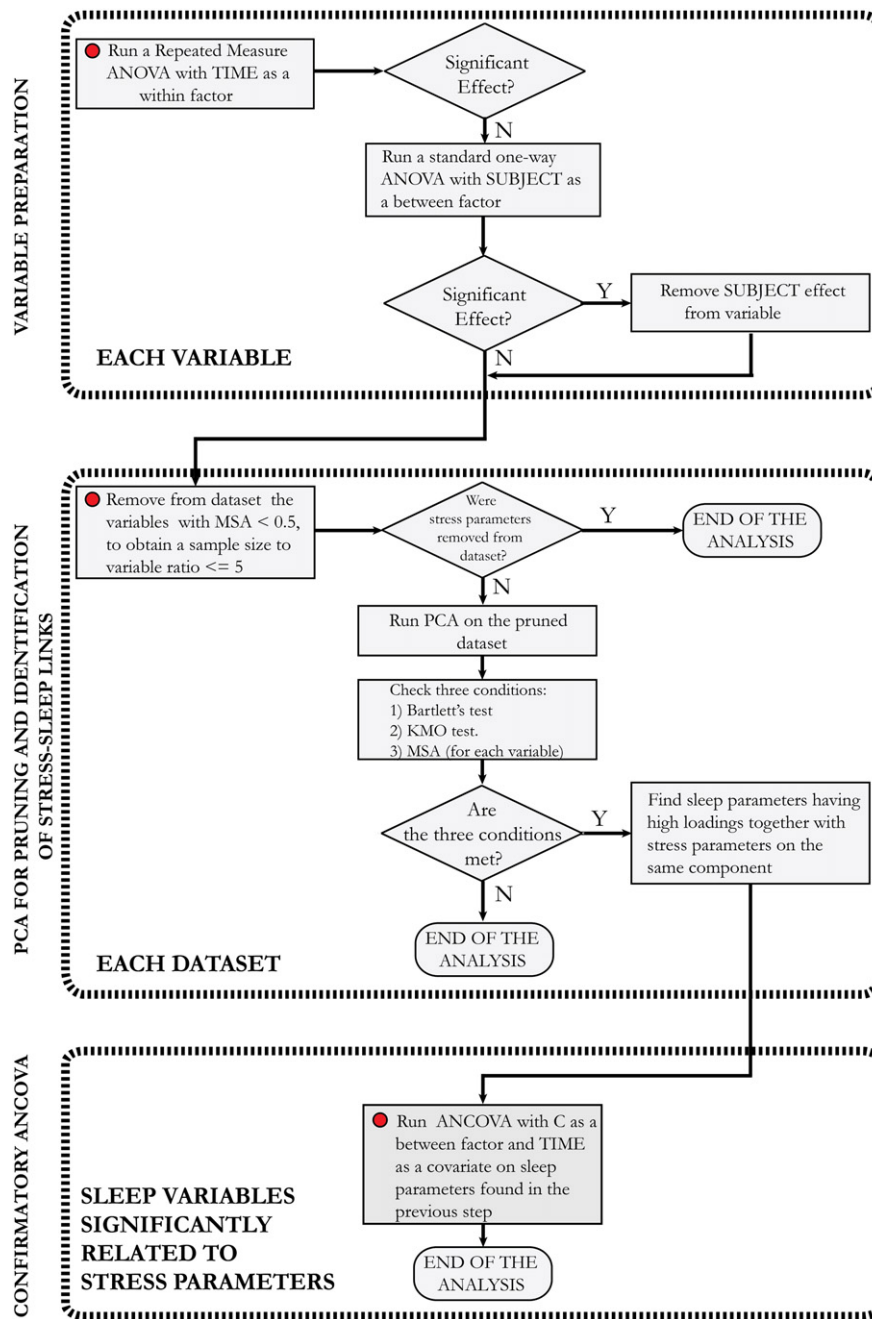 VARIABLE PREPARATION
Run a Repeated Measure
ANOVA with TIME as a
within factor
Significant
Effect?
N
Run a standard one-way
ANOVA with SUBJECT as
a between factor
Significant
Effect?
Y
Remove SUBJECT effect
from variable
N
EACH VARIABLE
PCA FOR PRUNING AND IDENTIFICATION
OF STRESS-SLEEP LINKS
Remove from dataset the
variables with MSA < 0.5,
to obtain a sample size to
variable ratio <= 5
Were
stress parameters
removed from
dataset?
Y
END OF THE
ANALYSIS
N
Run PCA on the pruned
dataset
Check three conditions:
1) Bartlett's test
2) KMO test.
3) MSA (for each variable)
Are
the three conditions
met?
Y
Find sleep parameters having
high loadings together with
stress parameters on the
same component
N
END OF THE
ANALYSIS
EACH DATASET
CONFIRMATORY ANCOVA
Run ANCOVA with C as a
between factor and TIME
as a covariate on sleep
parameters found in the
previous step
SLEEP VARIABLES
SIGNIFICANTLY
RELATED TO
STRESS PARAMETERS
END OF THE
ANALYSIS